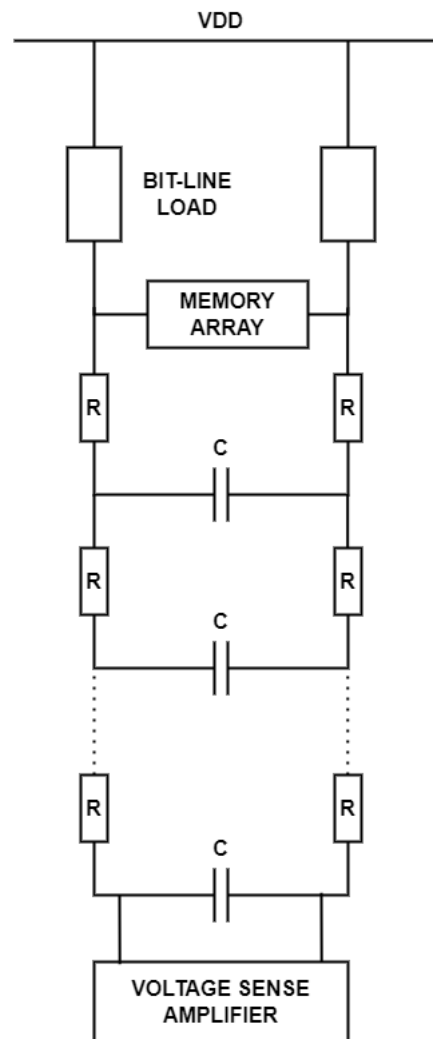 VDD
BIT-LINE
LOAD
MEMORY
ARRAY
R
R
C
R
R
C
R
R
C
VOLTAGE SENSE
AMPLIFIER